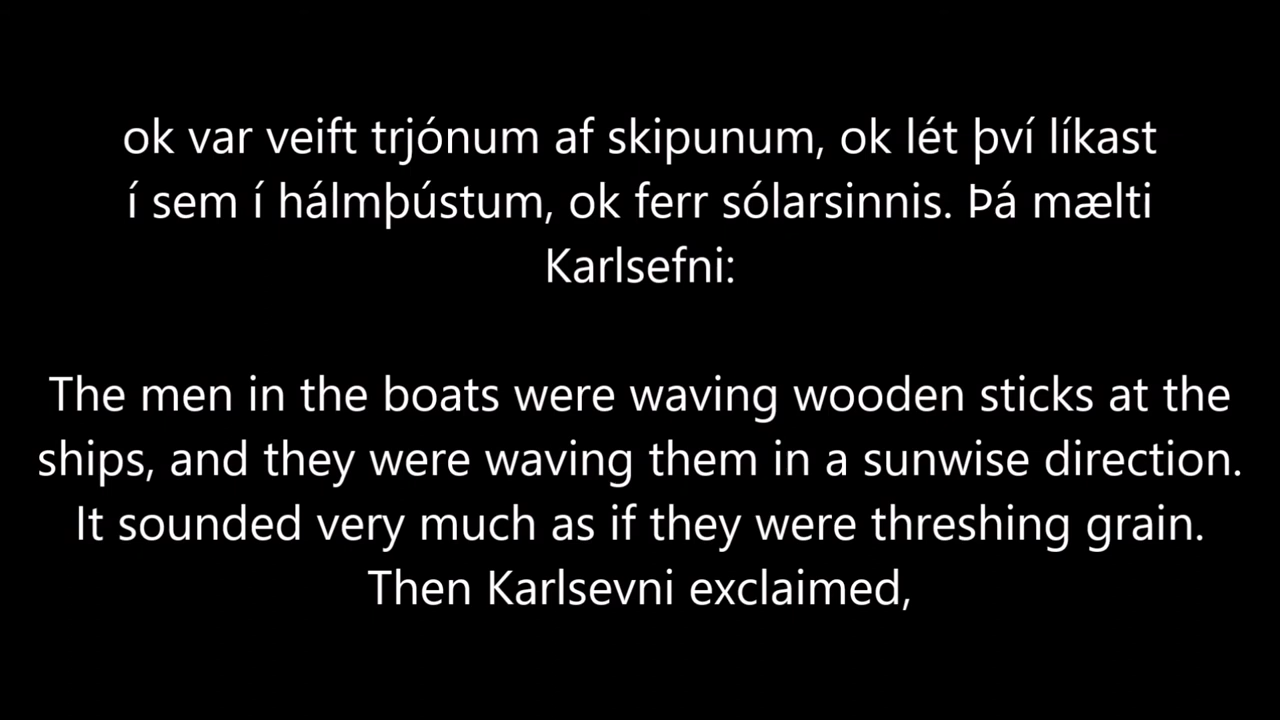 ok var veift trjónum af skipunum, ok lét því líkast
í sem í hálmþústum, ok ferr sólarsinnis. Þá mælti
Karlsefni:
The men in the boats were waving wooden sticks at the
ships, and they were waving them in a sunwise direction.
It sounded very much as if they were threshing grain.
Then Karlsevni exclaimed,